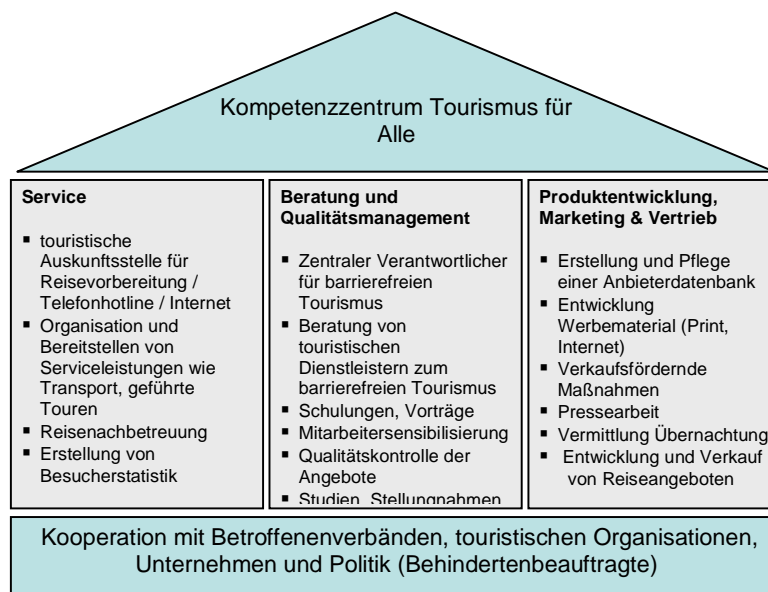 Kompetenzzentrum Tourismus für
Alle
Service
▪ touristische
Auskunftsstelle für
Reisevorbereitung /
Telefonhotline / Internet
▪ Organisation und
Bereitstellen von
Serviceleistungen wie
Transport, geführte
Touren
▪ Reisenachbetreuung
▪ Erstellung von
Besucherstatistik
Beratung und
Qualitätsmanagement
▪ Zentraler Verantwortlicher
für barrierefreien
Tourismus
▪ Beratung von
touristischen
Dienstleistern zum
barrierefreien Tourismus
▪ Schulungen, Vorträge
▪ Mitarbeitersensibilisierung
▪ Qualitätskontrolle der
Angebote
▪ Studien, Stellungnahmen
Produktentwicklung,
Marketing & Vertrieb
▪ Erstellung und Pflege
einer Anbieterdatenbank
▪ Entwicklung
Werbematerial (Print,
Internet)
▪ Verkaufsfördernde
Maßnahmen
▪ Pressearbeit
▪ Vermittlung Übernachtung
▪ Entwicklung und Verkauf
von Reiseangeboten
Kooperation mit Betroffenenverbänden, touristischen Organisationen,
Unternehmen und Politik (Behindertenbeauftragte)